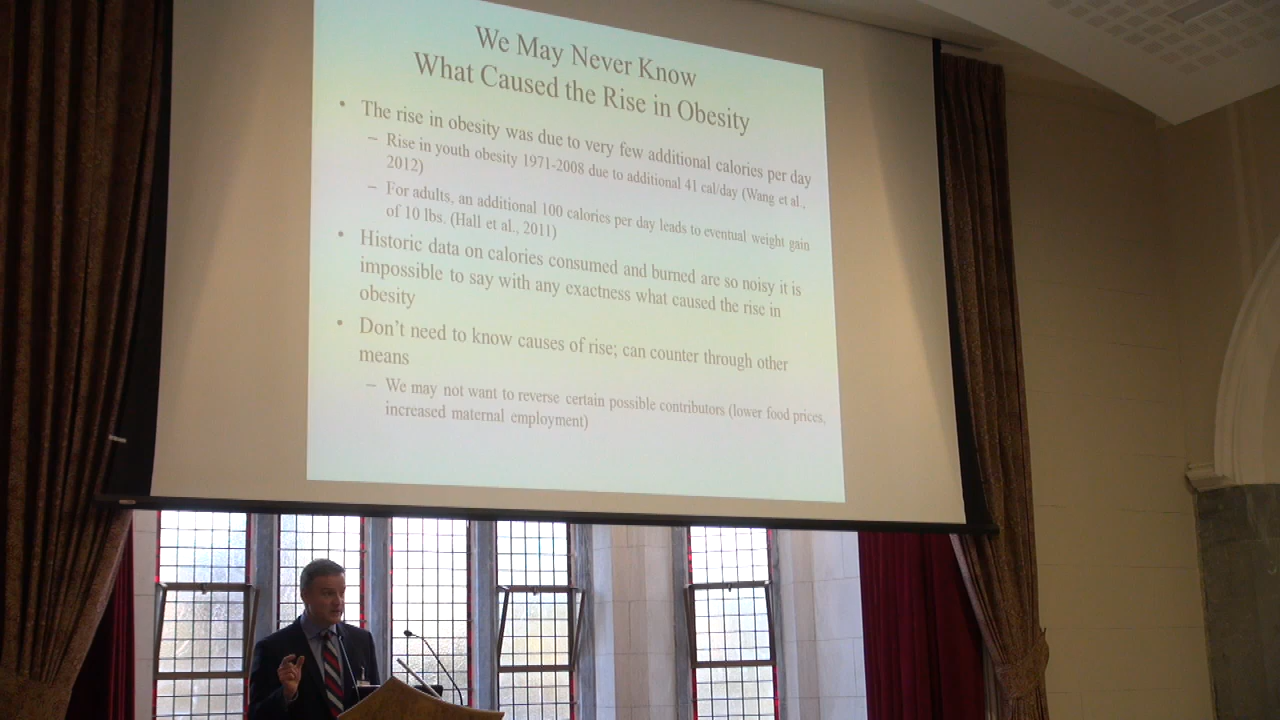 We May Never Know
What Caused the Rise in Obesity
• The rise in obesity was due to very few additional calories per day
– Rise in youth obesity 1971-2008 due to additional 41 cal/day (Wang et al.,
2012)
– For adults, an additional 100 calories per day leads to eventual weight gain
of 10 lbs. (Hall et al., 2011)
• Historic data on calories consumed and burned are so noisy it is
impossible to say with any exactness what caused the rise in
obesity
• Don't need to know causes of rise; can counter through other
means
– We may not want to reverse certain possible contributors (lower food prices,
increased maternal employment)